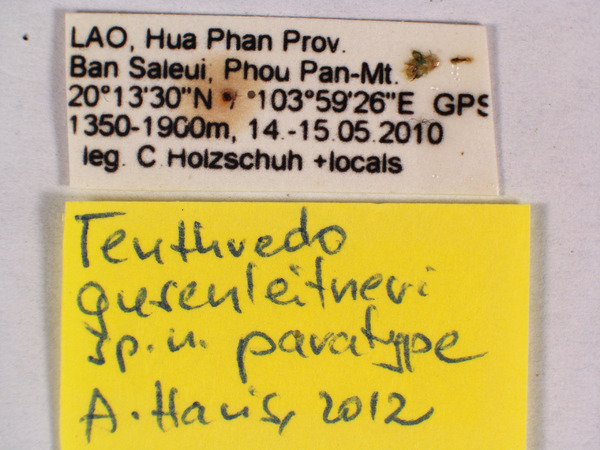 LAO, Hua Phan Prov.
Ban Saleui, Phou Pan-Mt.
20°13'30"N / 103°59'26"E GPS
1350-1900m, 14.-15.05.2010
leg. C.Holzschuh +locals
Tenthredo
gusenleitneri
sp. n. paratype
A. Haris, 2012